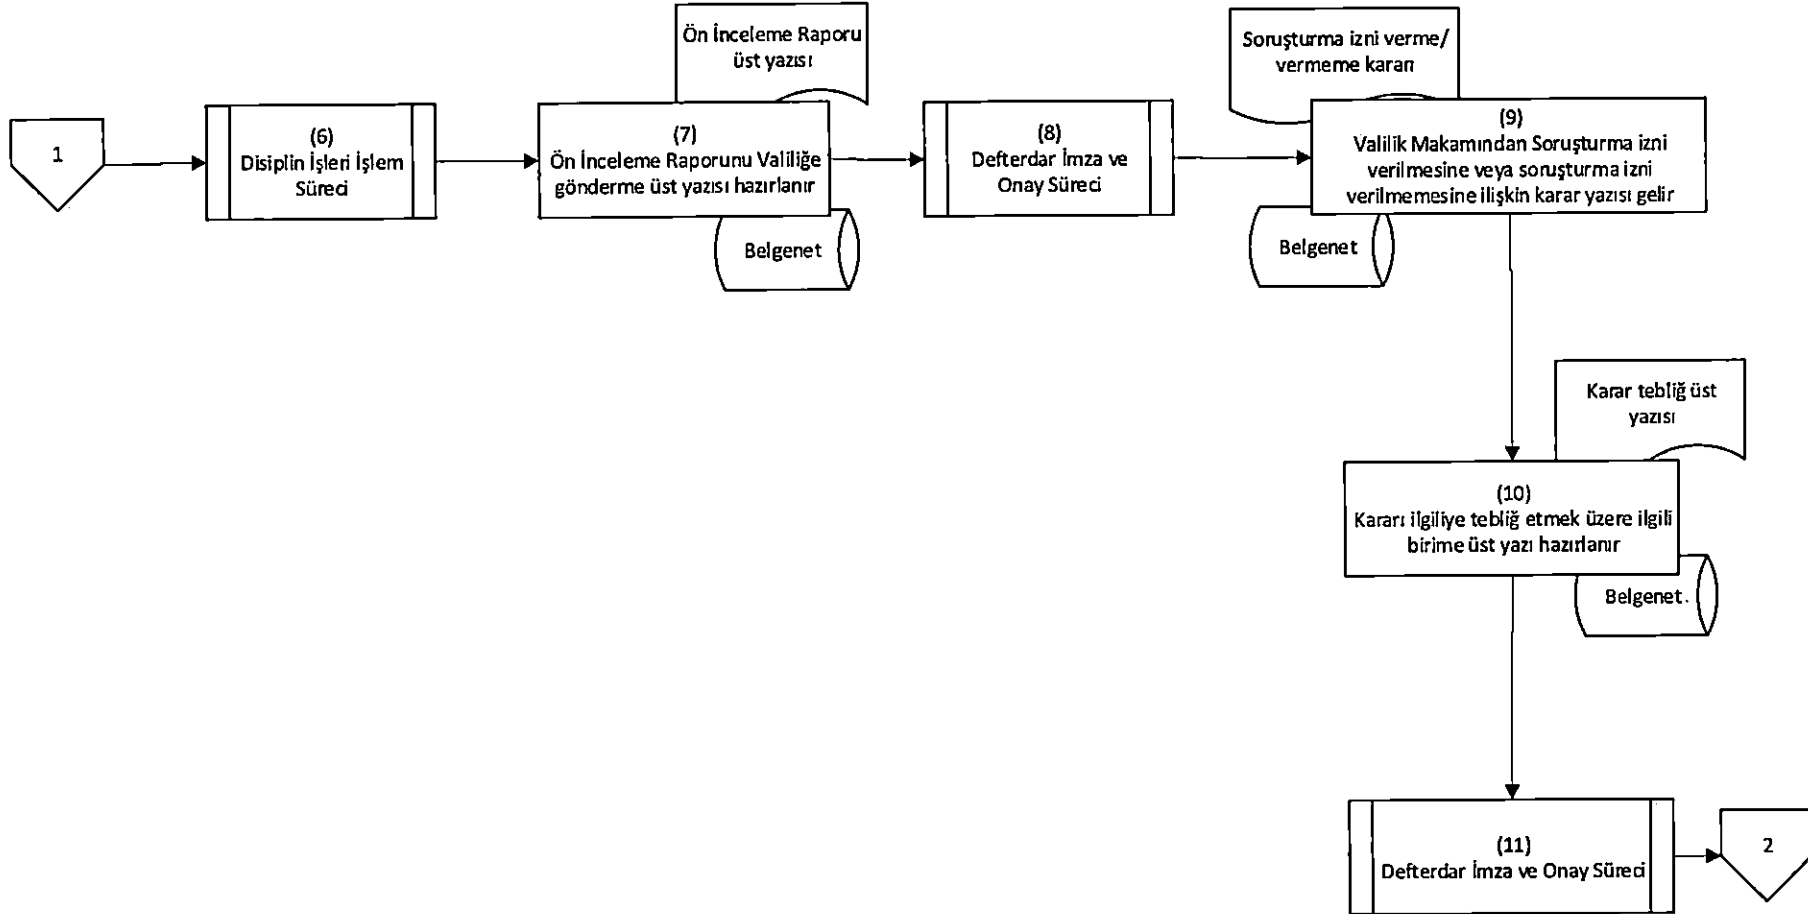 1
(6)
Disiplin İşleri İşlem
Süreci
Ön İnceleme Raporu
üst yazısı
(7)
Ön İnceleme Raporunu Valiliğe
gönderme üst yazısı hazırlanır
Belgenet
(8)
Defterdar İmza ve
Onay Süreci
Soruşturma izni verme/
vermeme kararı
(9)
Valilik Makamından Soruşturma izni
verilmesine veya soruşturma izni
verilmemesine ilişkin karar yazısı gelir
Belgenet
Karar tebliğ üst
yazısı
(10)
Kararı ilgiliye tebliğ etmek üzere ilgili
birime üst yazı hazırlanır
Belgenet.
(11)
Defterdar İmza ve Onay Süreci
2